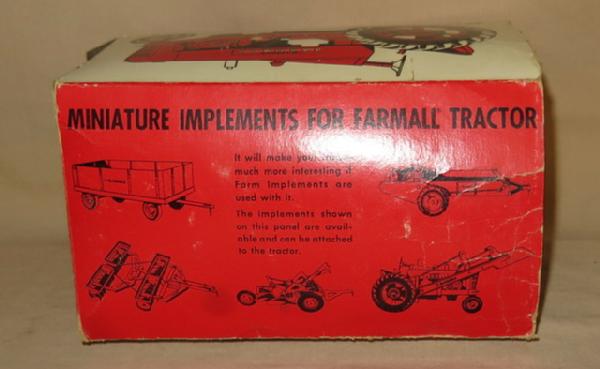 MINIATURE IMPLEMENTS FOR FARMALL TRACTOR
It will make your
much more interesting if
Farm Implements are
used with it.
The implements shown
on this panel are avail-
able and can be attached
to the tractor.